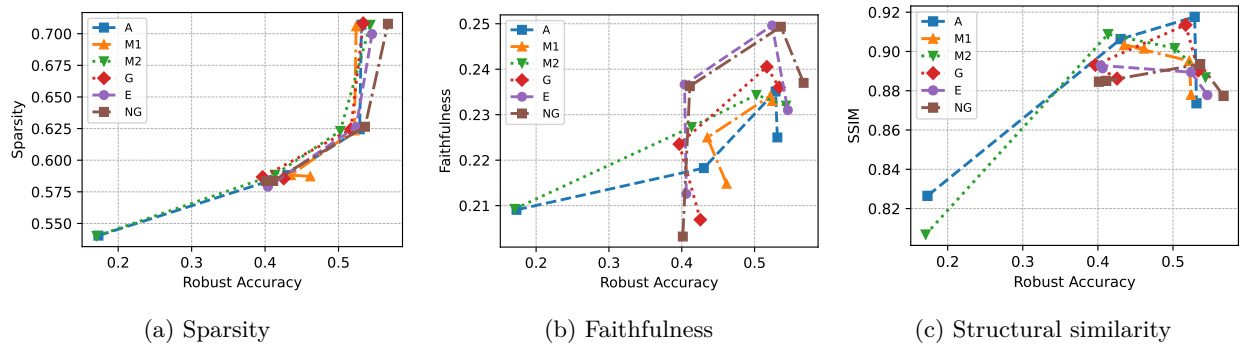 Sparsity
0.700
0.675
0.650
0.625
0.600
0.575
0.550
A
M1
M2
G
E
NG
0.2
0.3
0.4
0.5
Robust Accuracy
(a) Sparsity
Faithfulness
0.25
0.24
0.23
0.22
0.21
A
M1
M2
G
E
NG
0.2
0.3
0.4
0.5
Robust Accuracy
(b) Faithfulness
SSIM
0.92
0.90
0.88
0.86
0.84
0.82
A
M1
M2
G
E
NG
0.2
0.3
0.4
0.5
Robust Accuracy
(c) Structural similarity